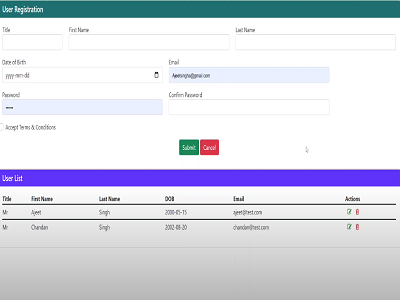 User Registration
Title First Name Last Name
Date of Birth Email
yyyy-mm-dd Ajeetsingha@gmail.com
Password Confirm Password
•••••
Accept Terms & Conditions
Submit Cancel
User List
Title First Name Last Name DOB Email Actions
Mr Ajeet Singh 2000-05-15 ajeet@test.com
Mr Chandan Singh 2002-08-20 chandan@test.com